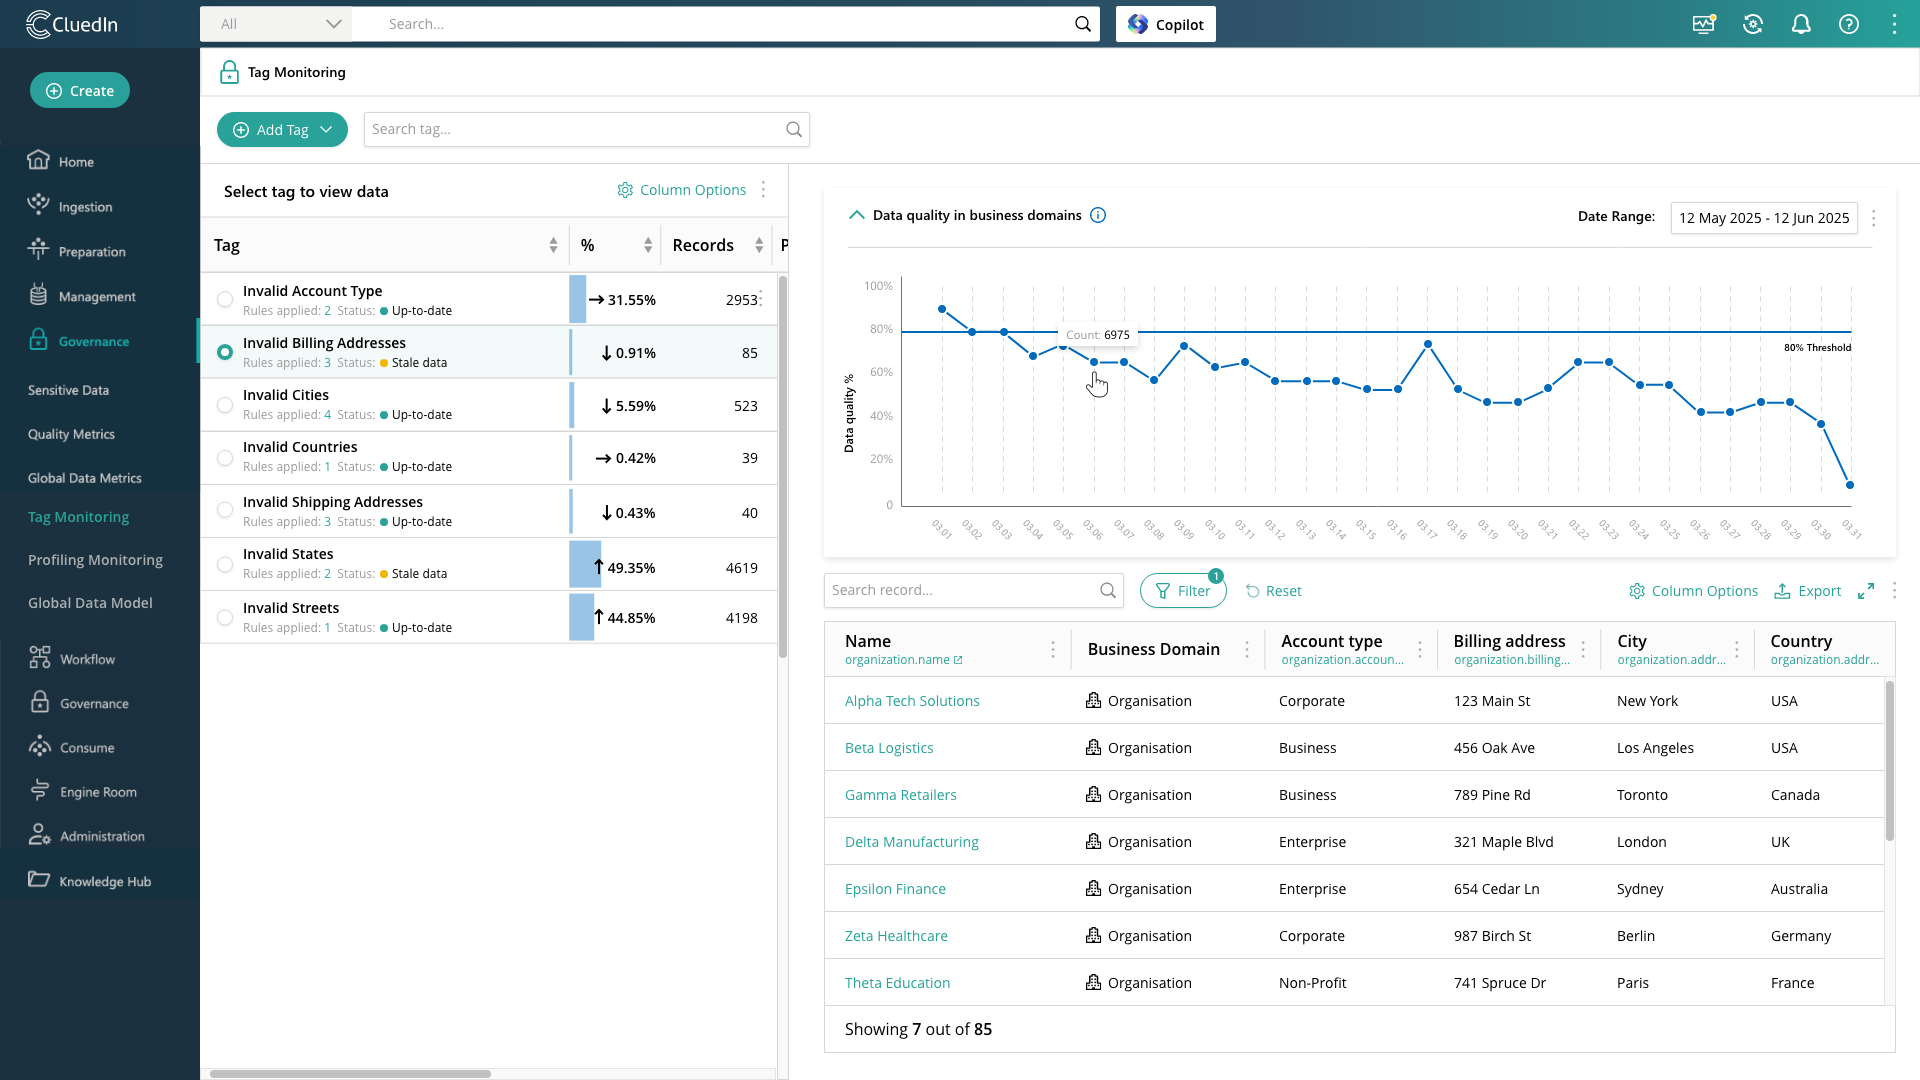 CluedIn
All
Search...
Copilot
Create
Home
Ingestion
Preparation
Management
Governance
Sensitive Data
Quality Metrics
Global Data Metrics
Tag Monitoring
Profiling Monitoring
Global Data Model
Workflow
Governance
Consume
Engine Room
Administration
Knowledge Hub
Tag Monitoring
Add Tag
Search tag...
Select tag to view data
Column Options
Tag % Records P
Invalid Account Type
Rules applied: 2 Status: Up-to-date
31.55% 2953
Invalid Billing Addresses
Rules applied: 3 Status: Stale data
0.91% 85
Invalid Cities
Rules applied: 4 Status: Up-to-date
5.59% 523
Invalid Countries
Rules applied: 1 Status: Up-to-date
0.42% 39
Invalid Shipping Addresses
Rules applied: 3 Status: Up-to-date
0.43% 40
Invalid States
Rules applied: 2 Status: Stale data
49.35% 4619
Invalid Streets
Rules applied: 1 Status: Up-to-date
44.85% 4198
Data quality in business domains
Date Range: 12 May 2025 - 12 Jun 2025
Data quality %
100%
80%
60%
40%
20%
0
Count: 6975
80% Threshold
03.01 03.02 03.03 03.04 03.05 03.06 03.07 03.08 03.09 03.10 03.11 03.12 03.13 03.14 03.15 03.16 03.17 03.18 03.19 03.20 03.21 03.22 03.23 03.24 03.25 03.26 03.27 03.28 03.29 03.30 03.31
Search record...
Filter 1
Reset
Column Options
Export
Name Business Domain Account type Billing address City Country
organization.name organization.accoun... organization.billing... organization.addr... organization.addr...
Alpha Tech Solutions Organisation Corporate 123 Main St New York USA
Beta Logistics Organisation Business 456 Oak Ave Los Angeles USA
Gamma Retailers Organisation Business 789 Pine Rd Toronto Canada
Delta Manufacturing Organisation Enterprise 321 Maple Blvd London UK
Epsilon Finance Organisation Enterprise 654 Cedar Ln Sydney Australia
Zeta Healthcare Organisation Corporate 987 Birch St Berlin Germany
Theta Education Organisation Non-Profit 741 Spruce Dr Paris France
Showing 7 out of 85